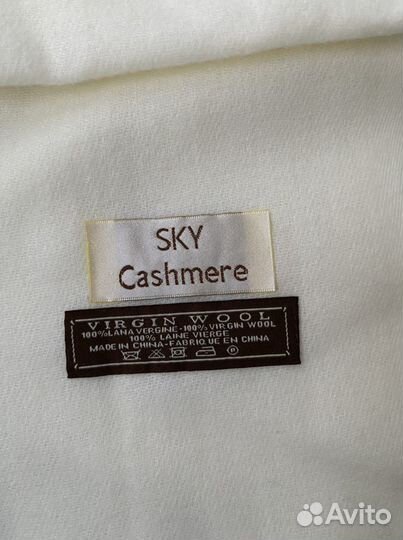 SKY
Cashmere
VIRGIN WOOL
100%LANA VERGINE-100% VIRGIN WOOL
100% LAINE VIERGE
MADE IN CHINA-FABRIQUE EN CHINA
P
Avito